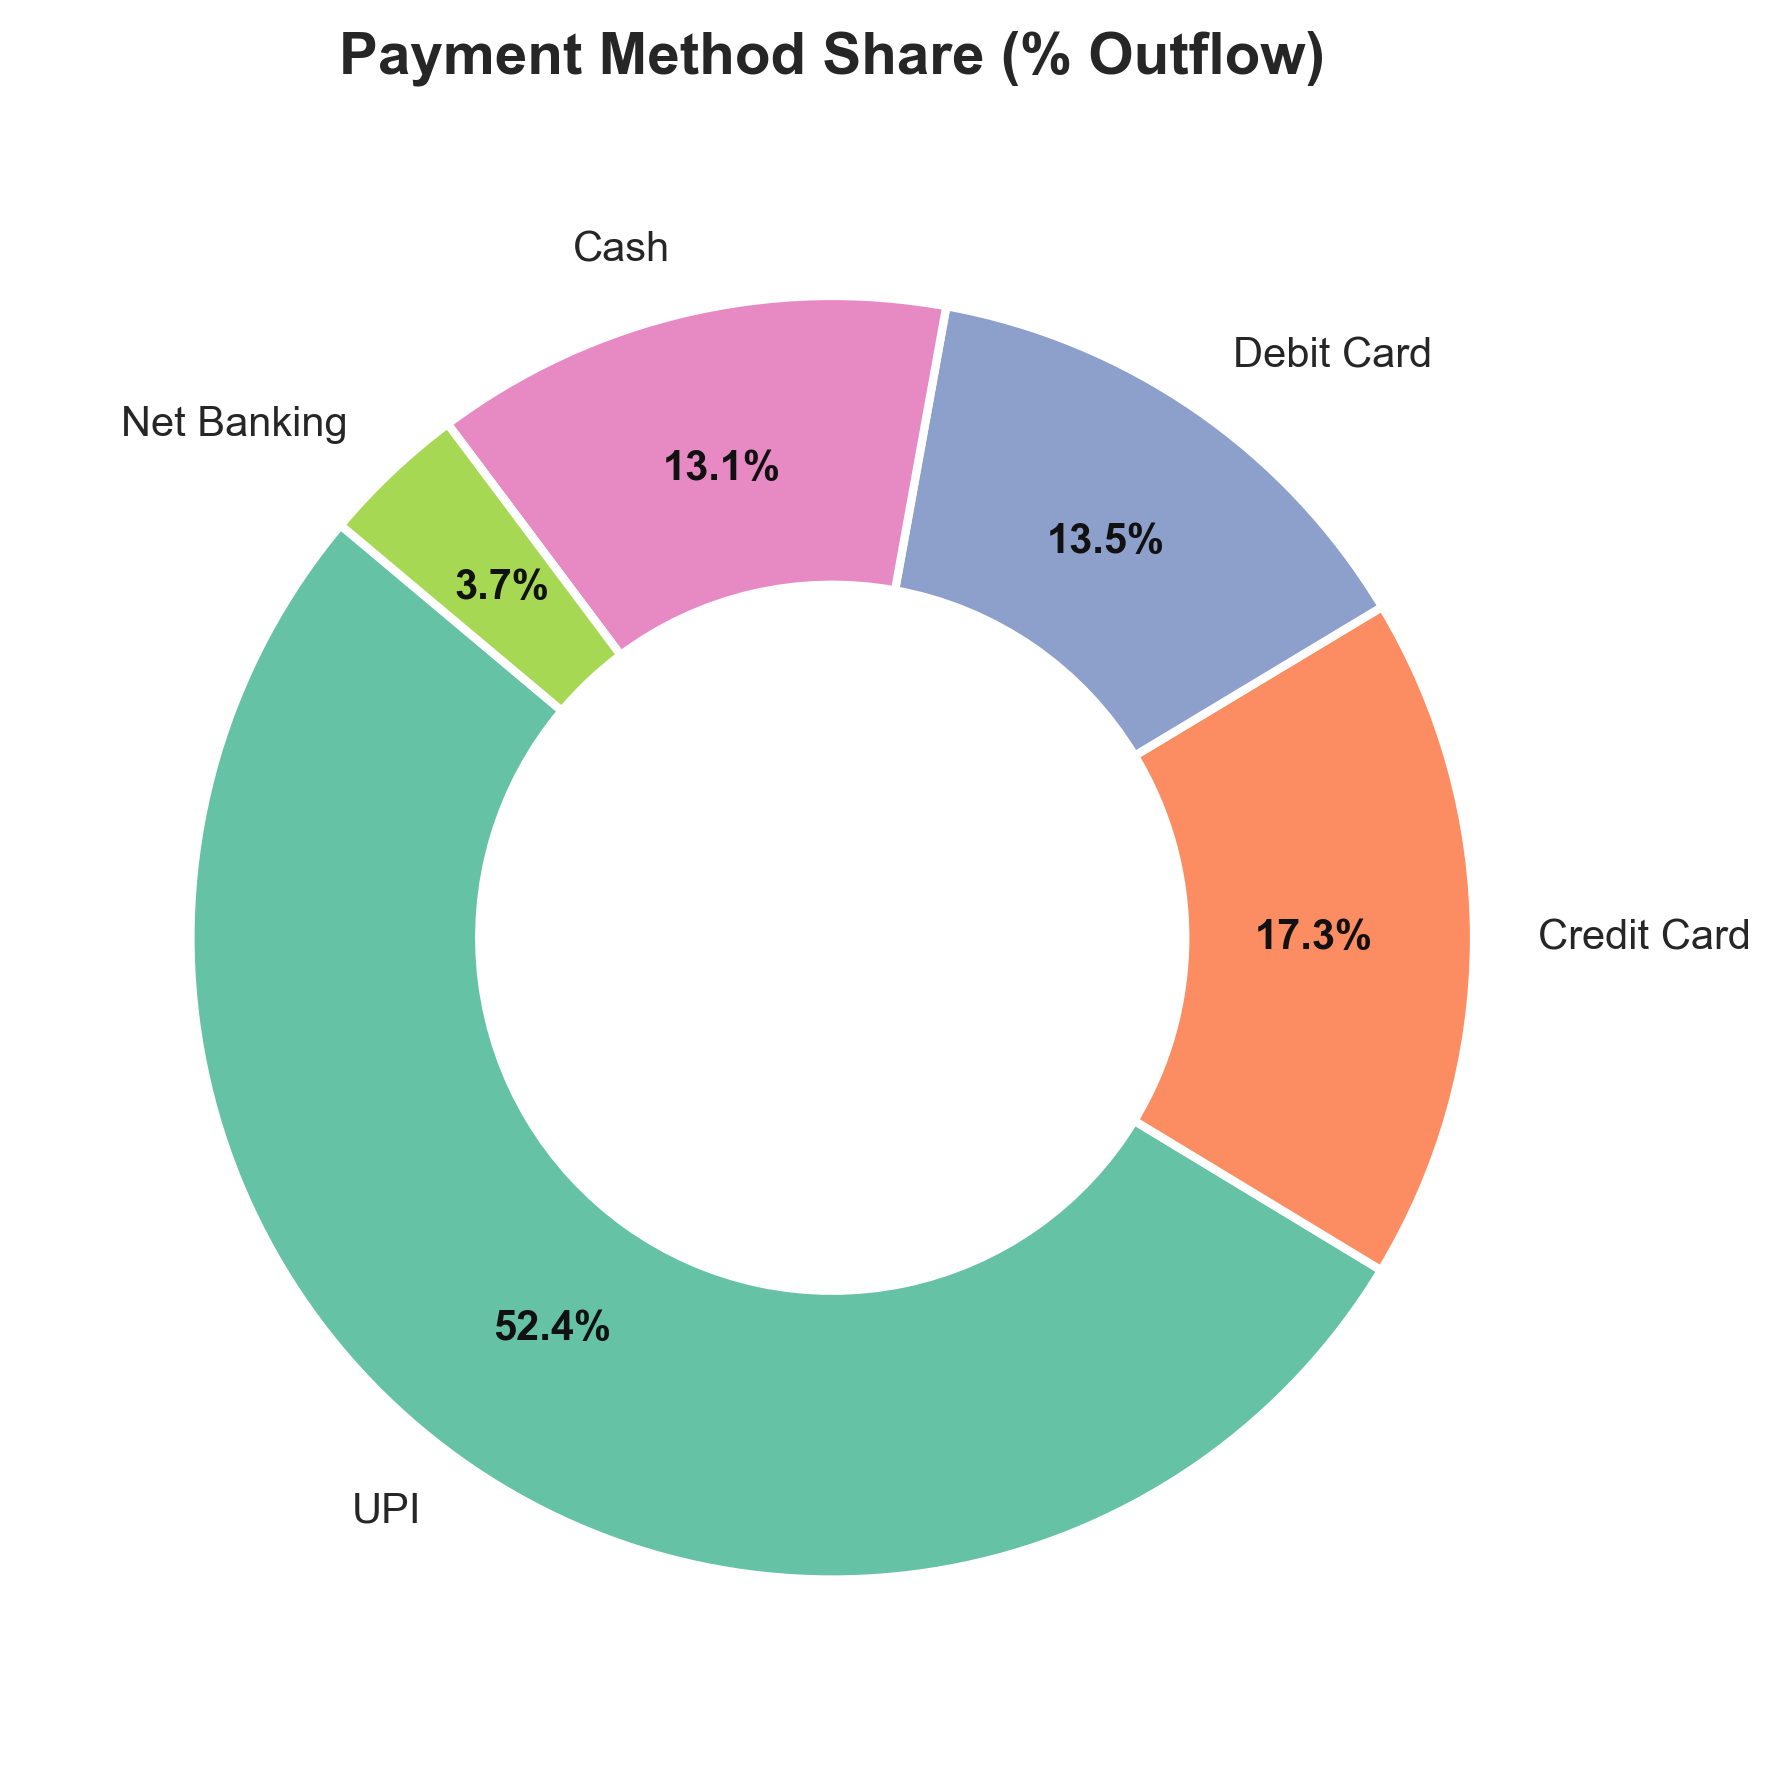 Payment Method Share (% Outflow)
Cash
Debit Card
Net Banking
13.1%
13.5%
3.7%
17.3%
Credit Card
52.4%
UPI